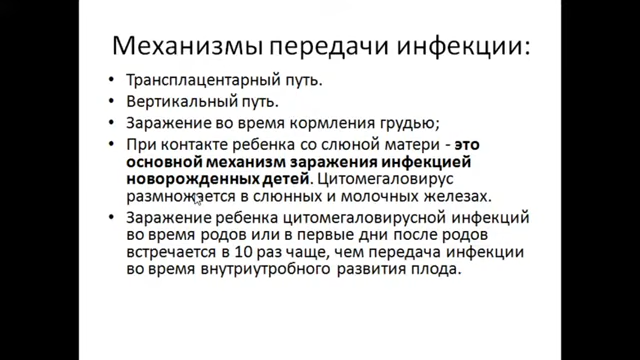 Механизмы передачи инфекции:
• Трансплацентарный путь.
• Вертикальный путь.
• Заражение во время кормления грудью;
• При контакте ребенка со слюной матери - это
основной механизм заражения инфекцией
новорожденных детей. Цитомегаловирус
размножается в слюнных и молочных железах.
• Заражение ребенка цитомегаловирусной инфекций
во время родов или в первые дни после родов
встречается в 10 раз чаще, чем передача инфекции
во время внутриутробного развития плода.